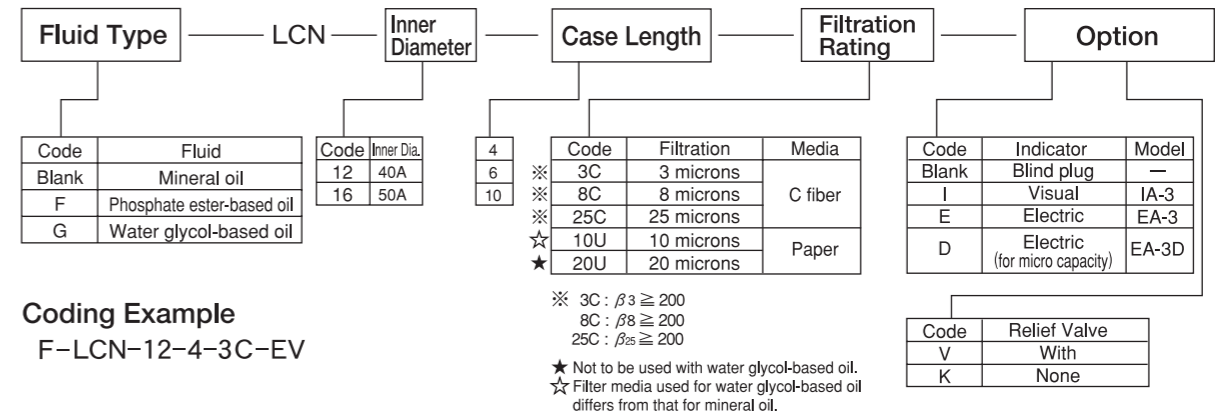 Fluid Type LCN Inner Diameter Case Length Filtration Rating Option
Code Fluid
Blank Mineral oil
F Phosphate ester-based oil
G Water glycol-based oil
Code Inner Dia.
12 40A
16 50A
4
6
10
Code Filtration Media
※ 3C 3 microns C fiber
※ 8C 8 microns
※ 25C 25 microns
☆ 10U 10 microns Paper
★ 20U 20 microns
Code Indicator Model
Blank Blind plug —
I Visual IA-3
E Electric EA-3
D Electric (for micro capacity) EA-3D
Code Relief Valve
V With
K None
※ 3C : β3 ≧ 200
8C : β8 ≧ 200
25C : β25 ≧ 200
★ Not to be used with water glycol-based oil.
☆ Filter media used for water glycol-based oil
differs from that for mineral oil.
Coding Example
F-LCN-12-4-3C-EV